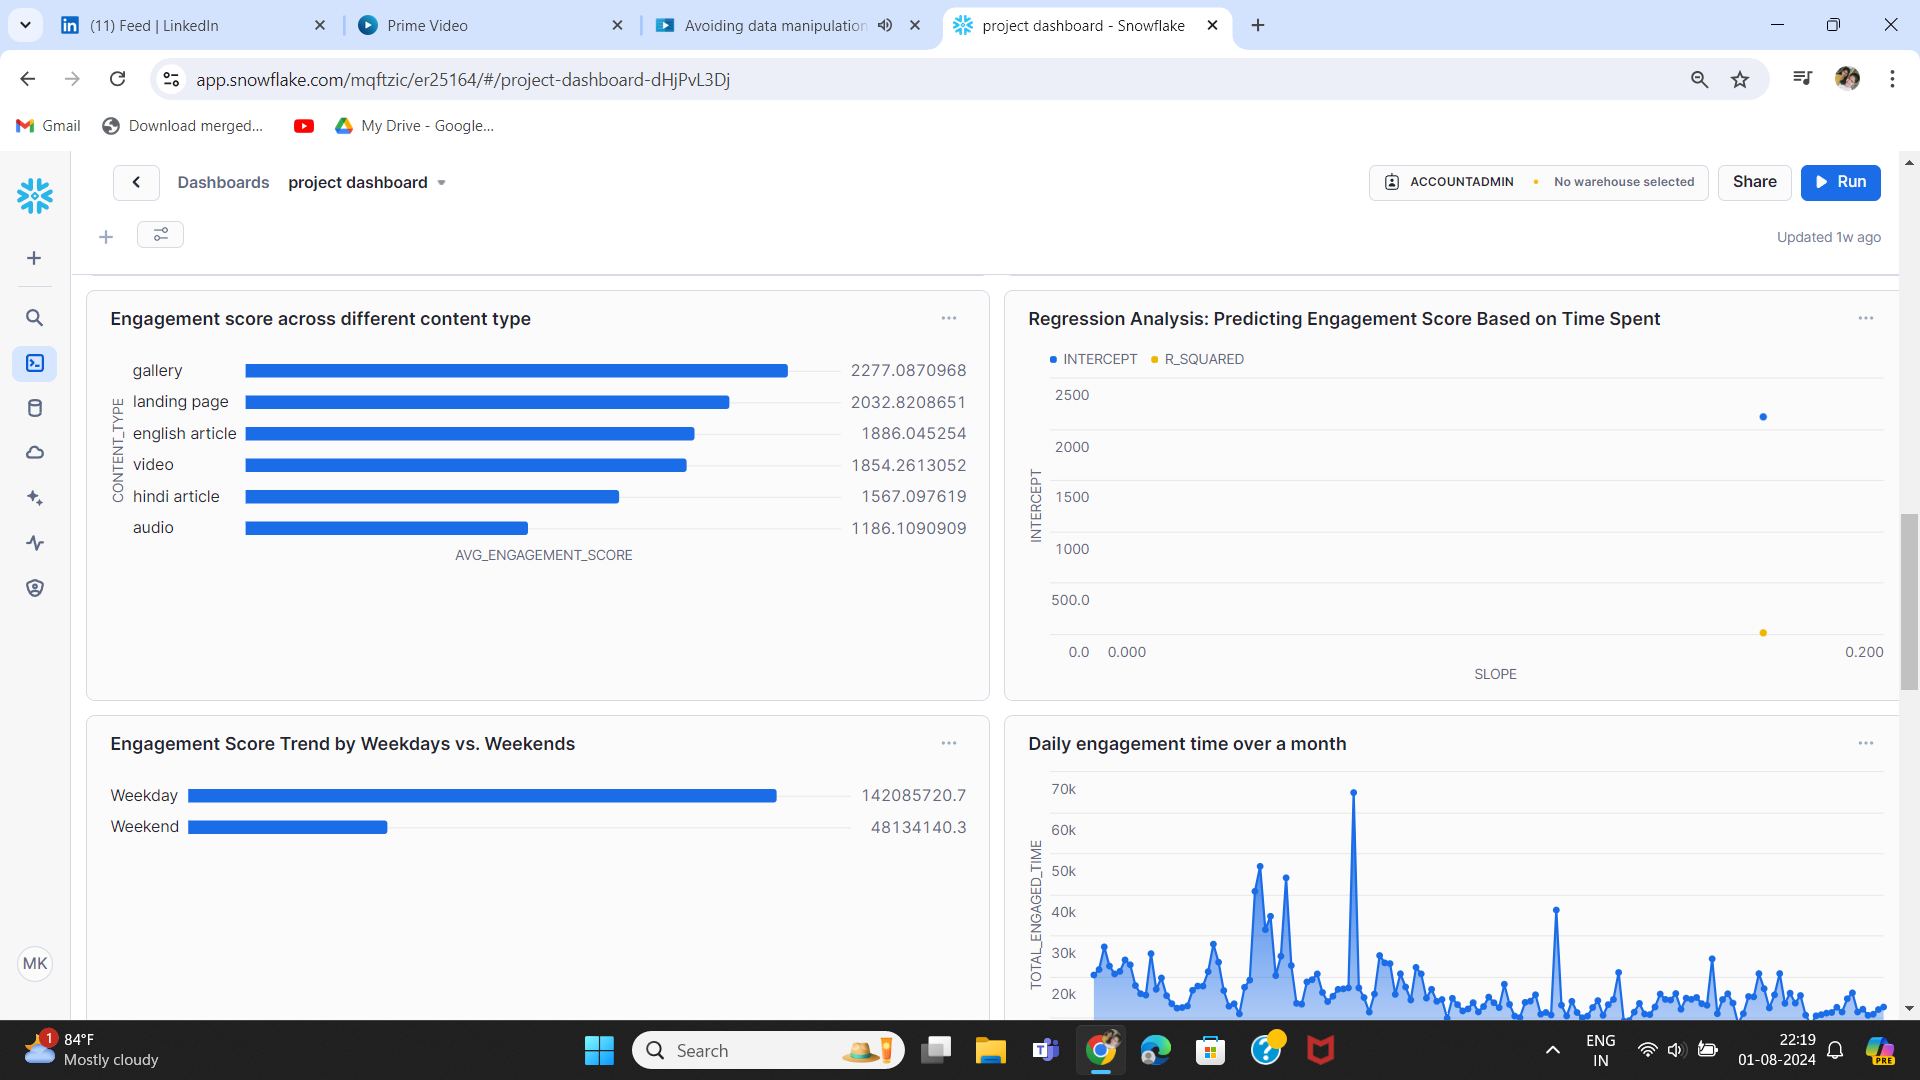 (11) Feed | LinkedIn
Prime Video
Avoiding data manipulation
project dashboard - Snowflake
app.snowflake.com/mqftzic/er25164/#/project-dashboard-dHjPvL3Dj
Gmail
Download merged...
My Drive - Google...
Dashboards
project dashboard
ACCOUNTADMIN
No warehouse selected
Share
Run
Updated 1w ago
Engagement score across different content type
CONTENT_TYPE
gallery 2277.0870968
landing page 2032.8208651
english article 1886.045254
video 1854.2613052
hindi article 1567.097619
audio 1186.1090909
AVG_ENGAGEMENT_SCORE
Regression Analysis: Predicting Engagement Score Based on Time Spent
INTERCEPT R_SQUARED
INTERCEPT
2500
2000
1500
1000
500.0
0.0 0.000 0.200
SLOPE
Engagement Score Trend by Weekdays vs. Weekends
Weekday 142085720.7
Weekend 48134140.3
Daily engagement time over a month
TOTAL_ENGAGED_TIME
70k
60k
50k
40k
30k
20k
MK
1
84°F
Mostly cloudy
Search
ENG
IN
22:19
01-08-2024
PRE